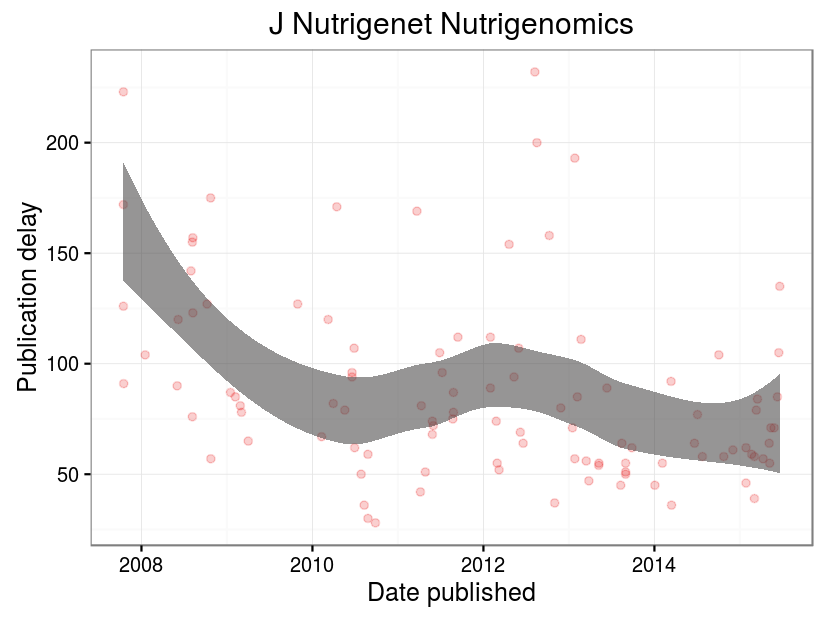 J Nutrigenet Nutrigenomics
Publication delay
200
150
100
50
2008 2010 2012 2014
Date published